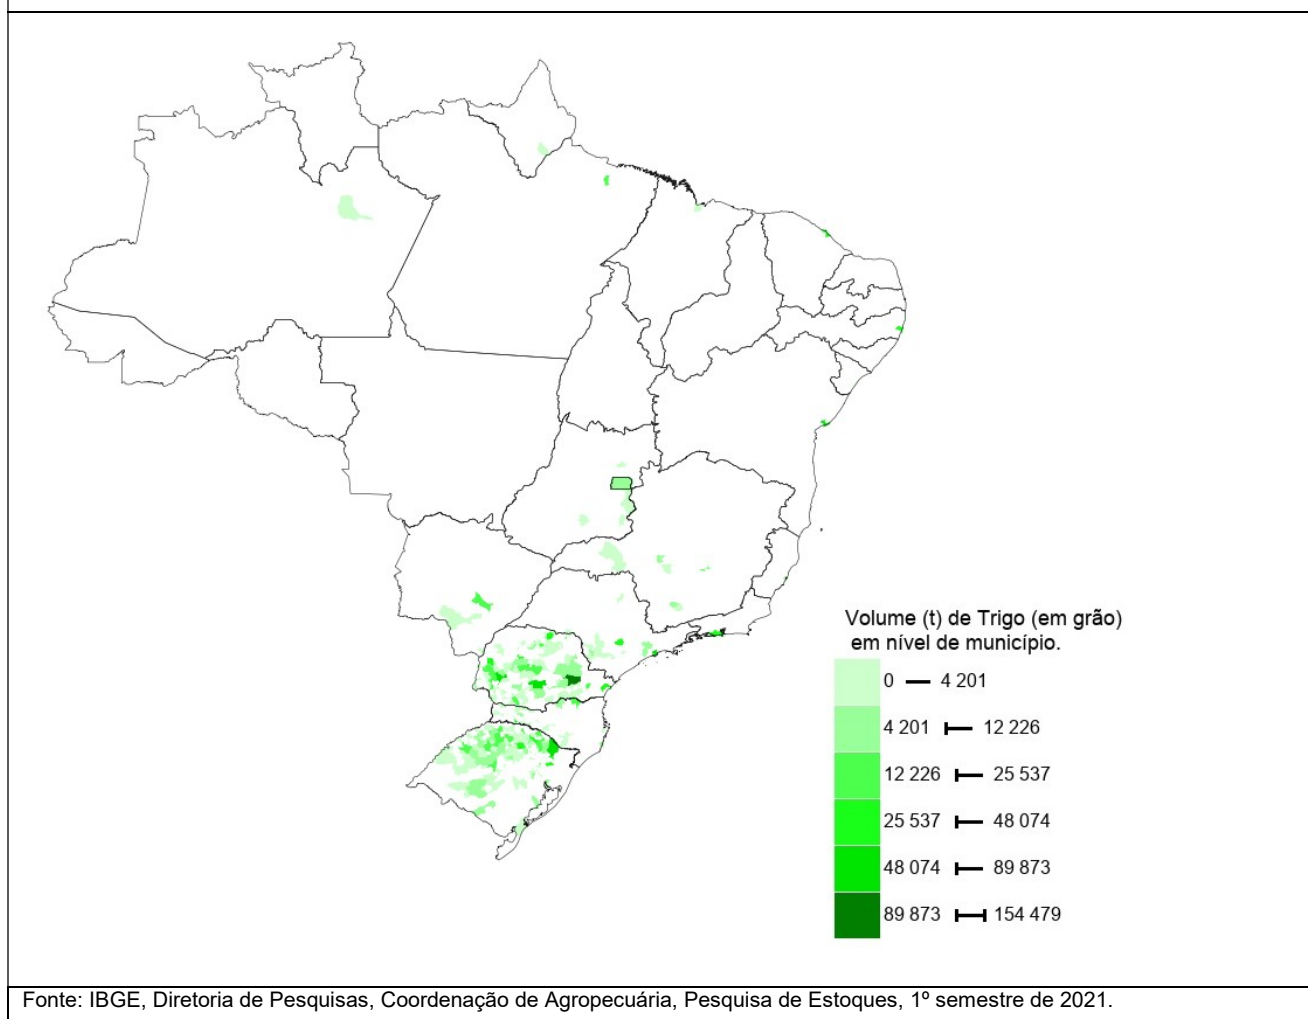 Volume (t) de Trigo (em grão)
em nível de município.
0 — 4 201
4 201 ⊢ 12 226
12 226 ⊢ 25 537
25 537 ⊢ 48 074
48 074 ⊢ 89 873
89 873 ⊢⊣ 154 479
Fonte: IBGE, Diretoria de Pesquisas, Coordenação de Agropecuária, Pesquisa de Estoques, 1º semestre de 2021.